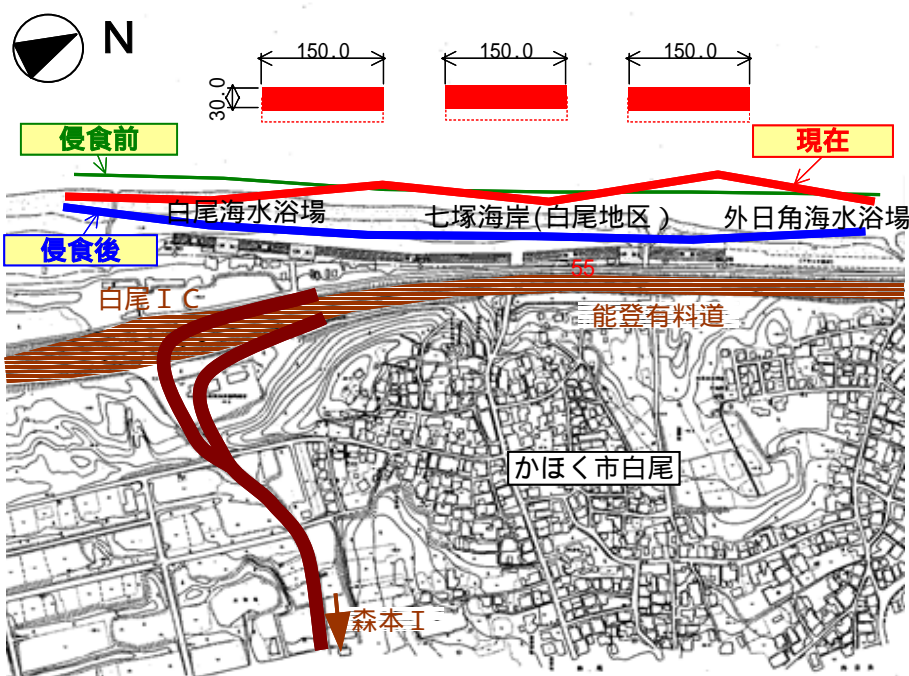 N
150.0
150.0
150.0
30.0
侵食前
現在
白尾海水浴場
七塚海岸(白尾地区)
外日角海水浴場
侵食後
55
白尾ＩＣ
能登有料道
かほく市白尾
森本Ｉ